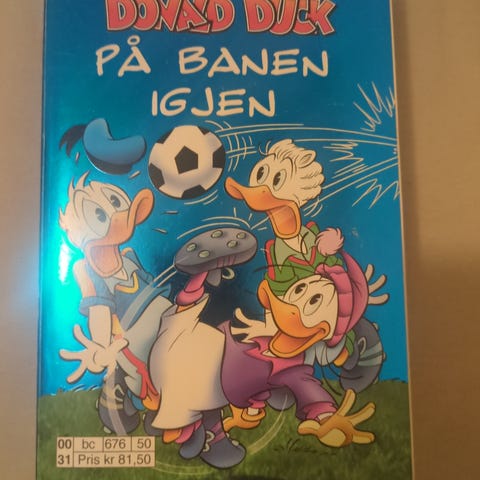 DONALD DUCK
PÅ BANEN
IGJEN
00 bc 676 50
31 Pris kr 81,50